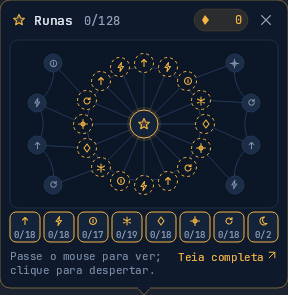 Runas 0/128 0
0/18 0/18 0/17 0/19 0/18 0/18 0/18 0/2
Passe o mouse para ver; Teia completa
clique para despertar.